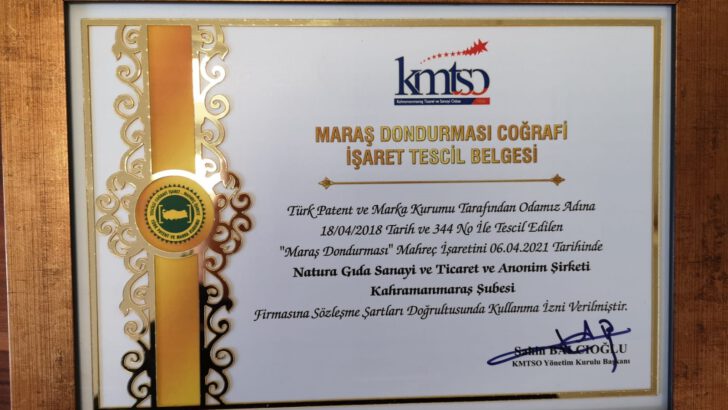 kmtso
Kahramanmaraş Ticaret ve Sanayi Odası
MARAŞ DONDURMASI COĞRAFİ
İŞARET TESCİL BELGESİ
Türk Patent ve Marka Kurumu Tarafından Odamız Adına
18/04/2018 Tarih ve 344 No İle Tescil Edilen
"Maraş Dondurması" Mahreç İşaretini 06.04.2021 Tarihinde
Natura Gıda Sanayi ve Ticaret ve Anonim Şirketi
Kahramanmaraş Şubesi
Firmasına Sözleşme Şartları Doğrultusunda Kullanma İzni Verilmiştir.
Şahin BALCIOĞLU
KMTSO Yönetim Kurulu Başkanı